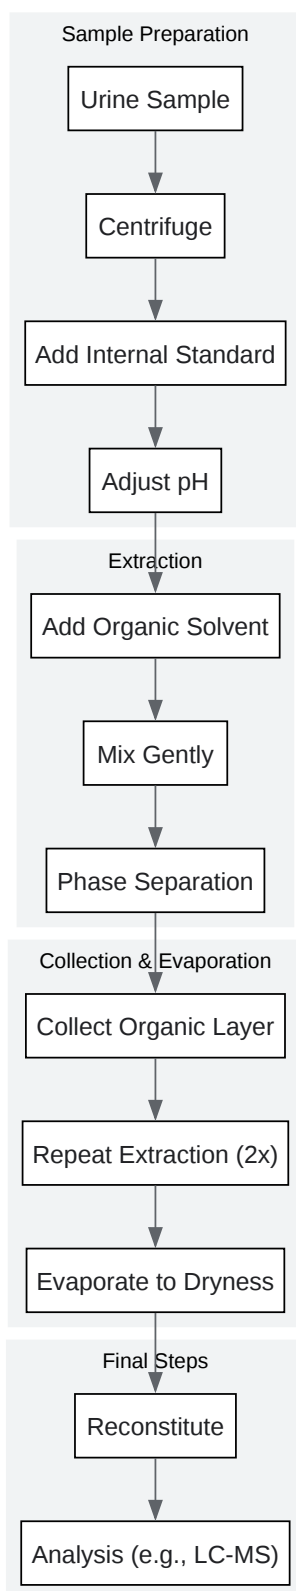 Sample Preparation
Urine Sample
Centrifuge
Add Internal Standard
Adjust pH
Extraction
Add Organic Solvent
Mix Gently
Phase Separation
Collection & Evaporation
Collect Organic Layer
Repeat Extraction (2x)
Evaporate to Dryness
Final Steps
Reconstitute
Analysis (e.g., LC-MS)